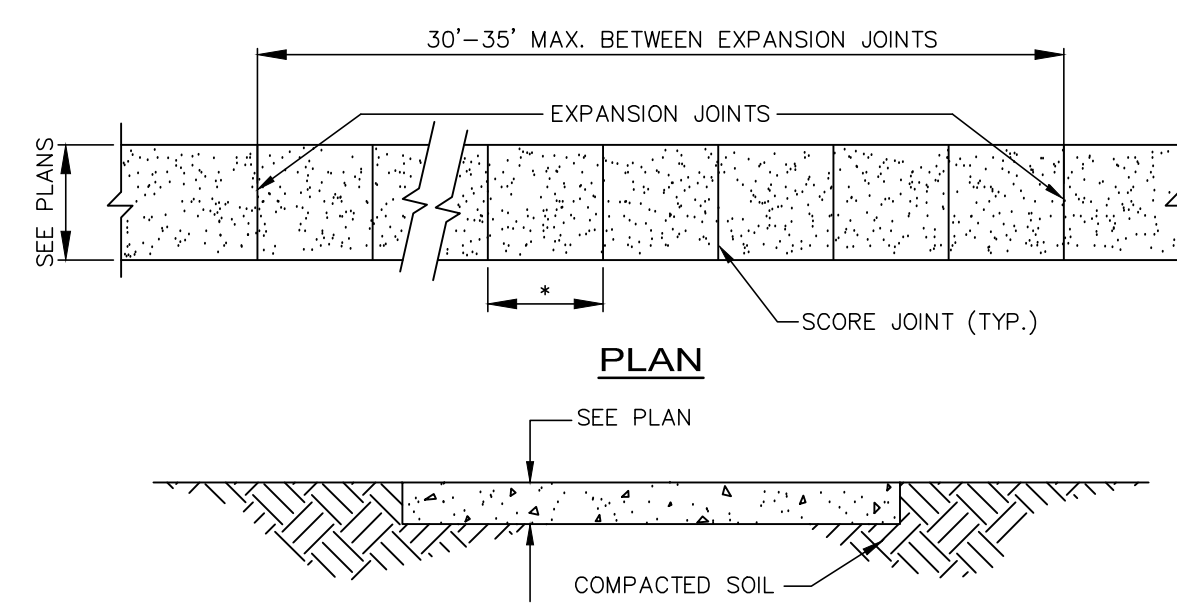 30'-35' MAX. BETWEEN EXPANSION JOINTS
EXPANSION JOINTS
SEE PLANS
*
SCORE JOINT (TYP.)
PLAN
SEE PLAN
COMPACTED SOIL